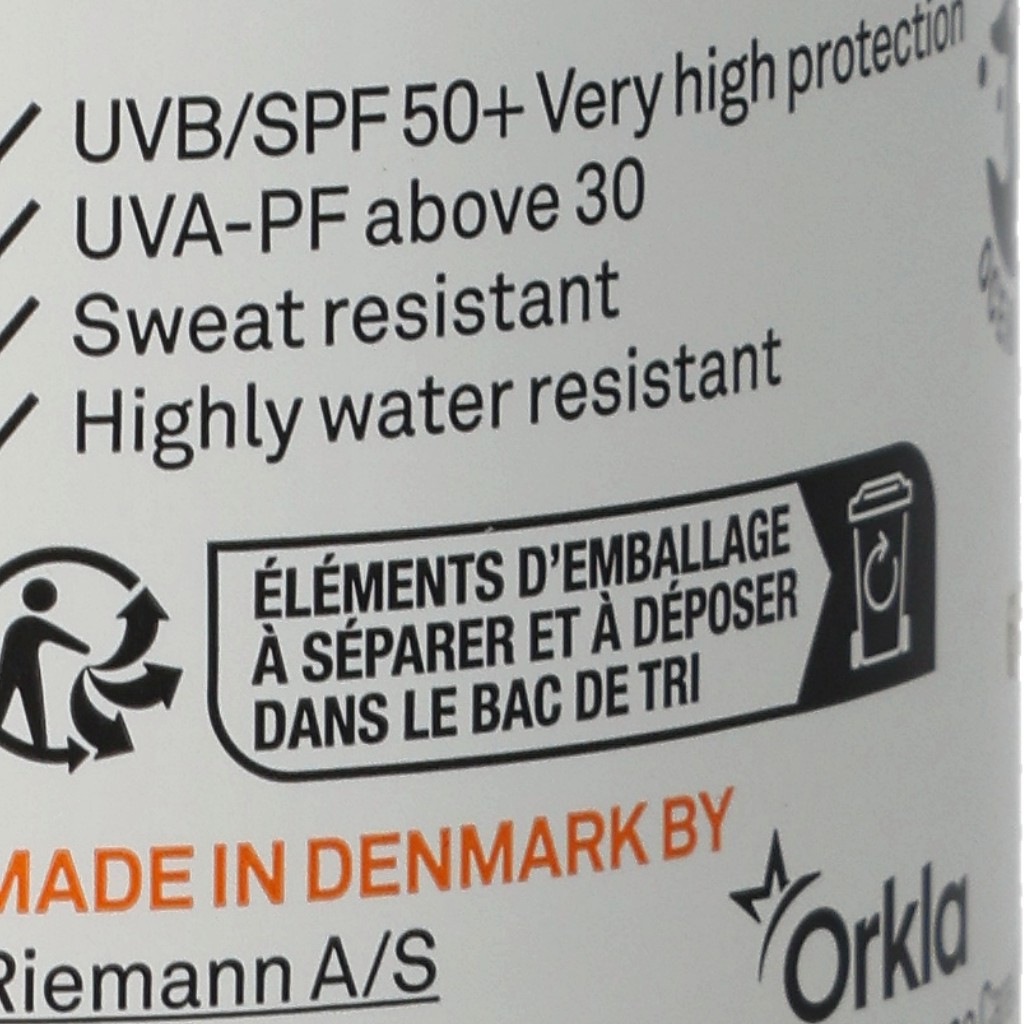 UVB/SPF 50+ Very high protection
UVA-PF above 30
Sweat resistant
Highly water resistant
ÉLÉMENTS D'EMBALLAGE
À SÉPARER ET À DÉPOSER
DANS LE BAC DE TRI
MADE IN DENMARK BY
Riemann A/S
Orkla